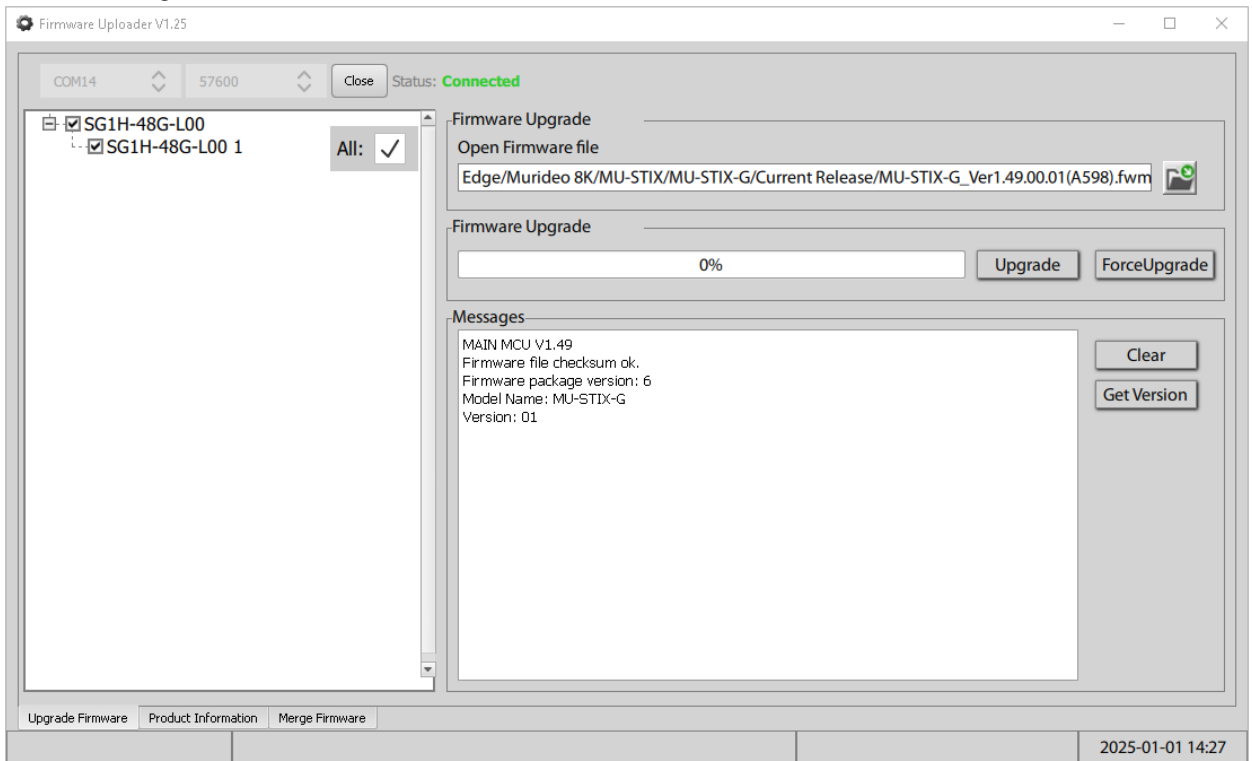 Firmware Uploader V1.25
COM14 57600 Close Status: Connected
SG1H-48G-L00
SG1H-48G-L00 1
All:
Firmware Upgrade
Open Firmware file
Edge/Murideo 8K/MU-STIX/MU-STIX-G/Current Release/MU-STIX-G_Ver1.49.00.01(A598).fwm
Firmware Upgrade
0% Upgrade ForceUpgrade
Messages
MAIN MCU V1.49
Firmware file checksum ok.
Firmware package version: 6
Model Name: MU-STIX-G
Version: 01
Clear
Get Version
Upgrade Firmware Product Information Merge Firmware
2025-01-01 14:27